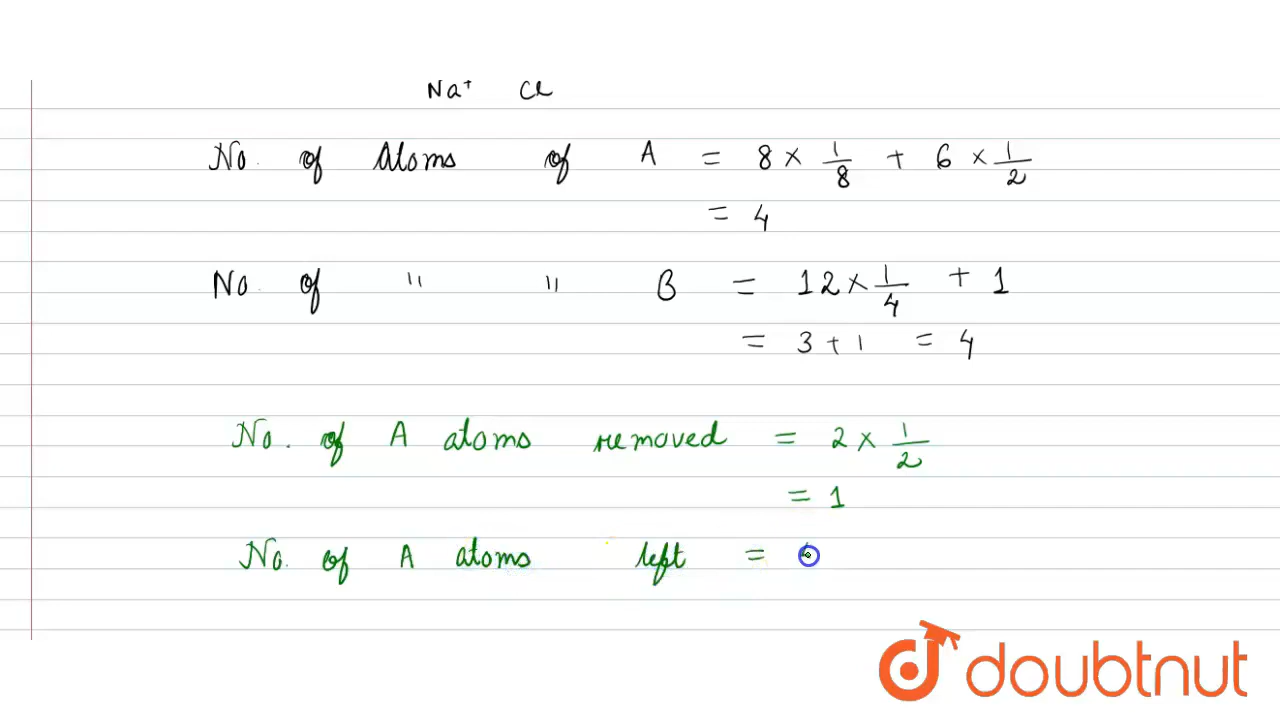 Na⁺ Cl
No. of Atoms of A = 8 × 1/8 + 6 × 1/2
= 4
No. of " " B = 12 × 1/4 + 1
= 3 + 1 = 4
No. of A atoms removed = 2 × 1/2
= 1
No. of A atoms left =
doubtnut